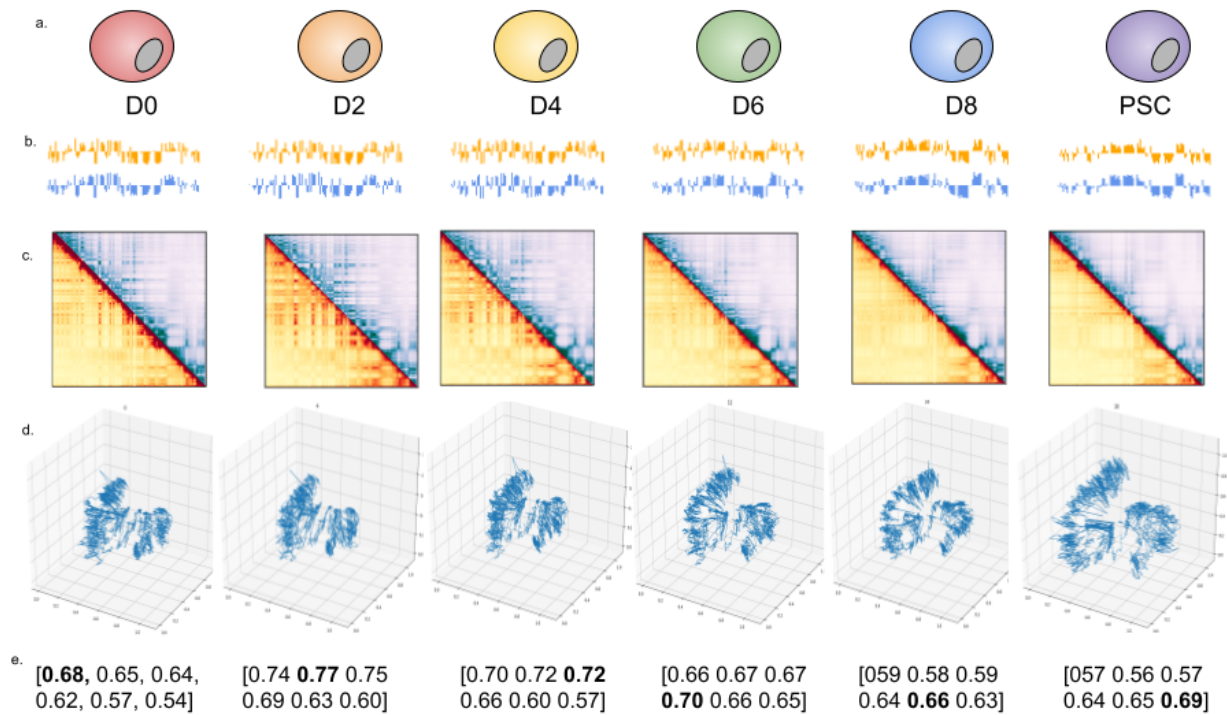 a.
D0 D2 D4 D6 D8 PSC
b.
c.
d.
e.
[0.68, 0.65, 0.64,
0.62, 0.57, 0.54]
[0.74 0.77 0.75
0.69 0.63 0.60]
[0.70 0.72 0.72
0.66 0.60 0.57]
[0.66 0.67 0.67
0.70 0.66 0.65]
[059 0.58 0.59
0.64 0.66 0.63]
[057 0.56 0.57
0.64 0.65 0.69]